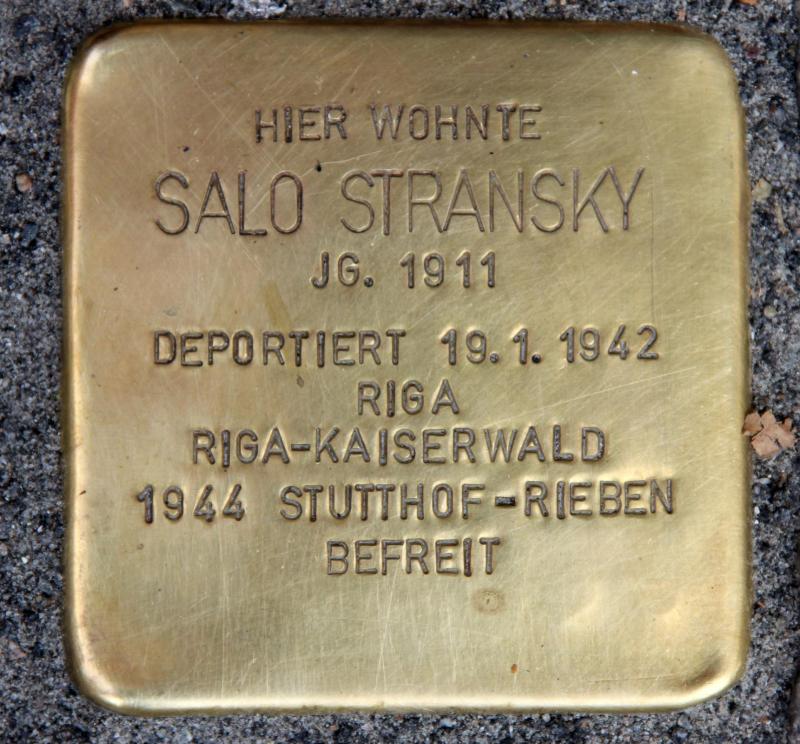 HIER WOHNTE
SALO STRANSKY
JG. 1911
DEPORTIERT 19.1.1942
RIGA
RIGA-KAISERWALD
1944 STUTTHOF-RIEBEN
BEFREIT